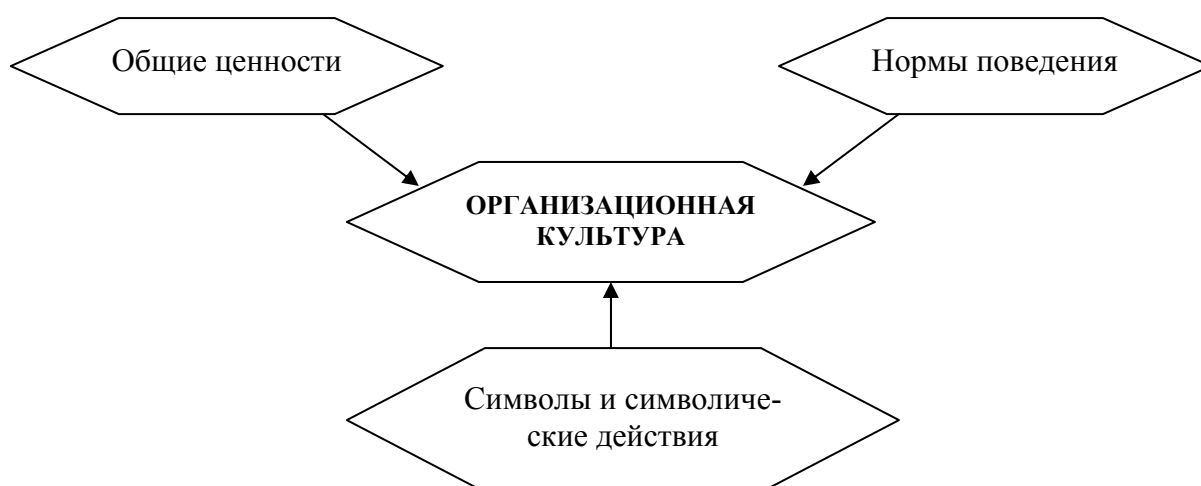 Общие ценности
Нормы поведения
ОРГАНИЗАЦИОННАЯ
КУЛЬТУРА
Символы и символиче-
ские действия